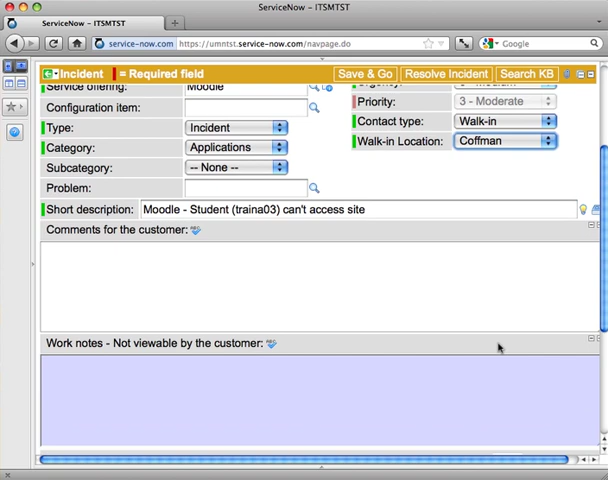 ServiceNow – ITSMTST
ServiceNow – ITSMTST
service-now.com https://umntst.service-now.com/navpage.do
Google
Incident = Required field Save & Go Resolve Incident Search KB
Service offering: Moodle
Configuration item: Priority: 3 - Moderate
Type: Incident Contact type: Walk-in
Category: Applications Walk-in Location: Coffman
Subcategory: -- None --
Problem:
Short description: Moodle - Student (traina03) can't access site
Comments for the customer:
Work notes - Not viewable by the customer: